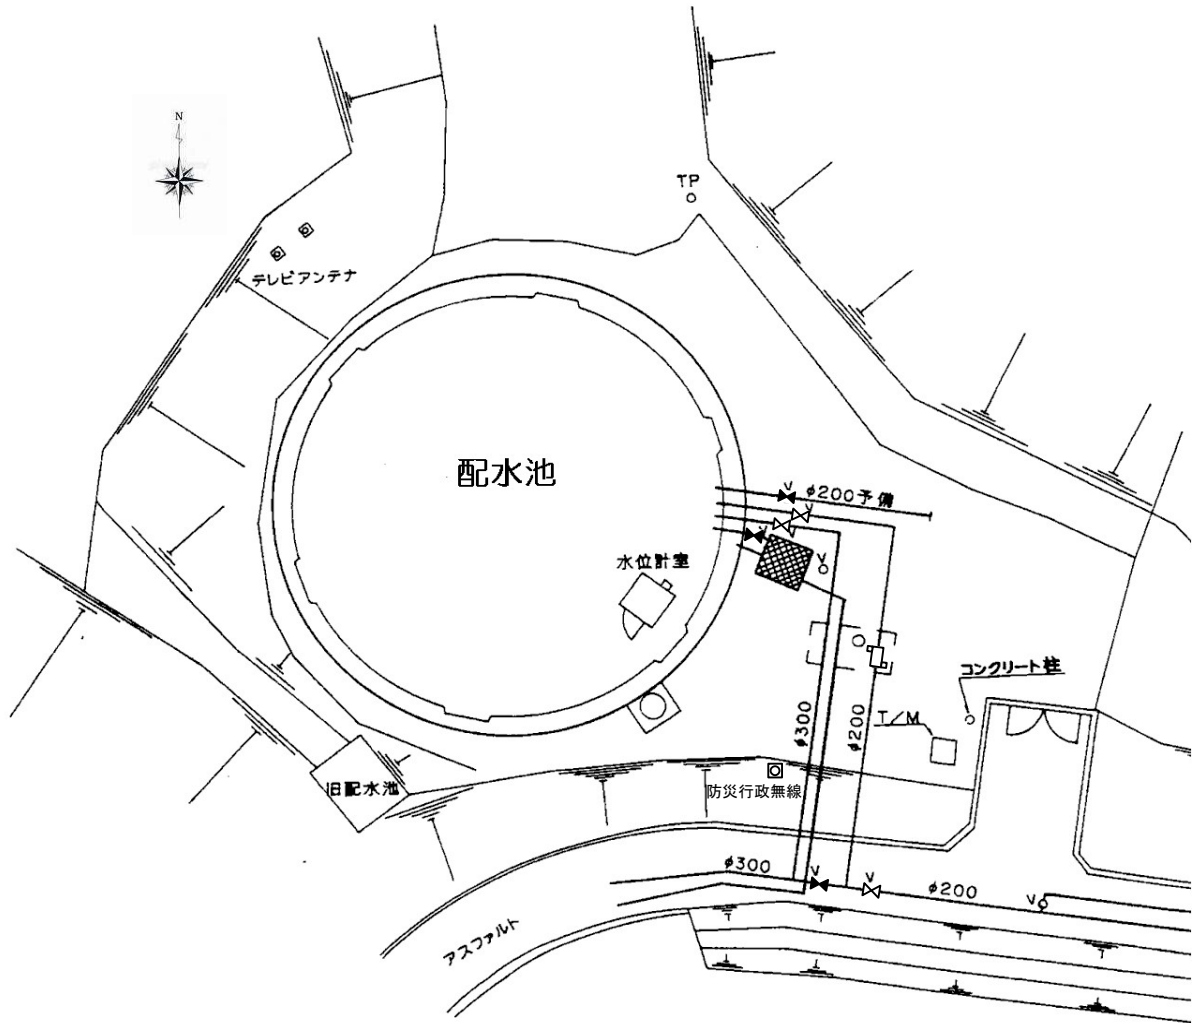 N
TP
テレビアンテナ
配水池
V
φ200予備
V
V
V
水位計室
コンクリート柱
φ300
φ200
T/M
旧配水池
防災行政無線
φ300
V
V
φ200
V
アスファルト